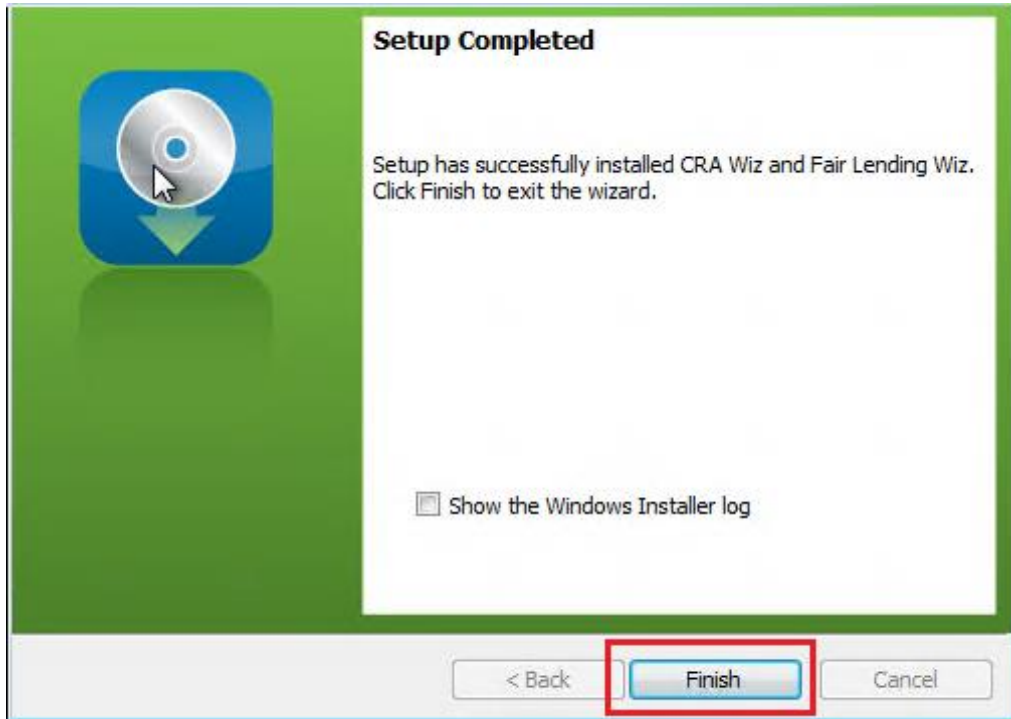 Setup Completed
Setup has successfully installed CRA Wiz and Fair Lending Wiz.
Click Finish to exit the wizard.
Show the Windows Installer log
< Back
Finish
Cancel